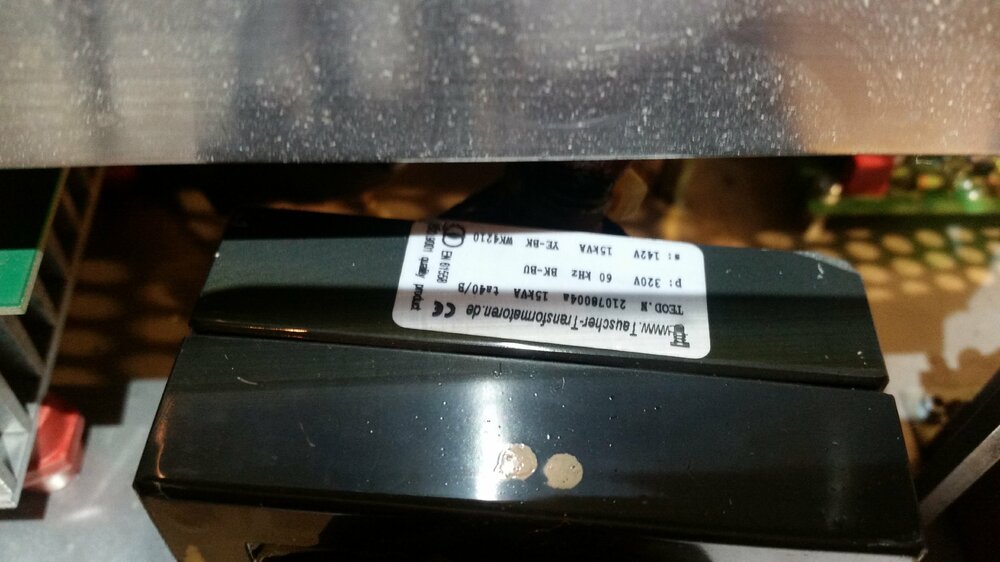 www.Tauscher-Transformatoren.de CE
TEOD.M 21078004a 15kVA ta40/B
p: 320V 60 kHz BK-BU
s: 142V 15kVA YE-BK WK4210
EN 61558
9001 quality product